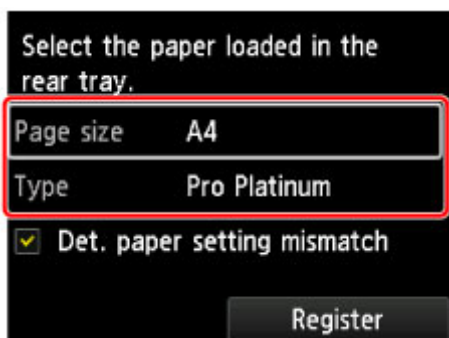 Select the paper loaded in the
rear tray.
Page size A4
Type Pro Platinum
Det. paper setting mismatch
Register